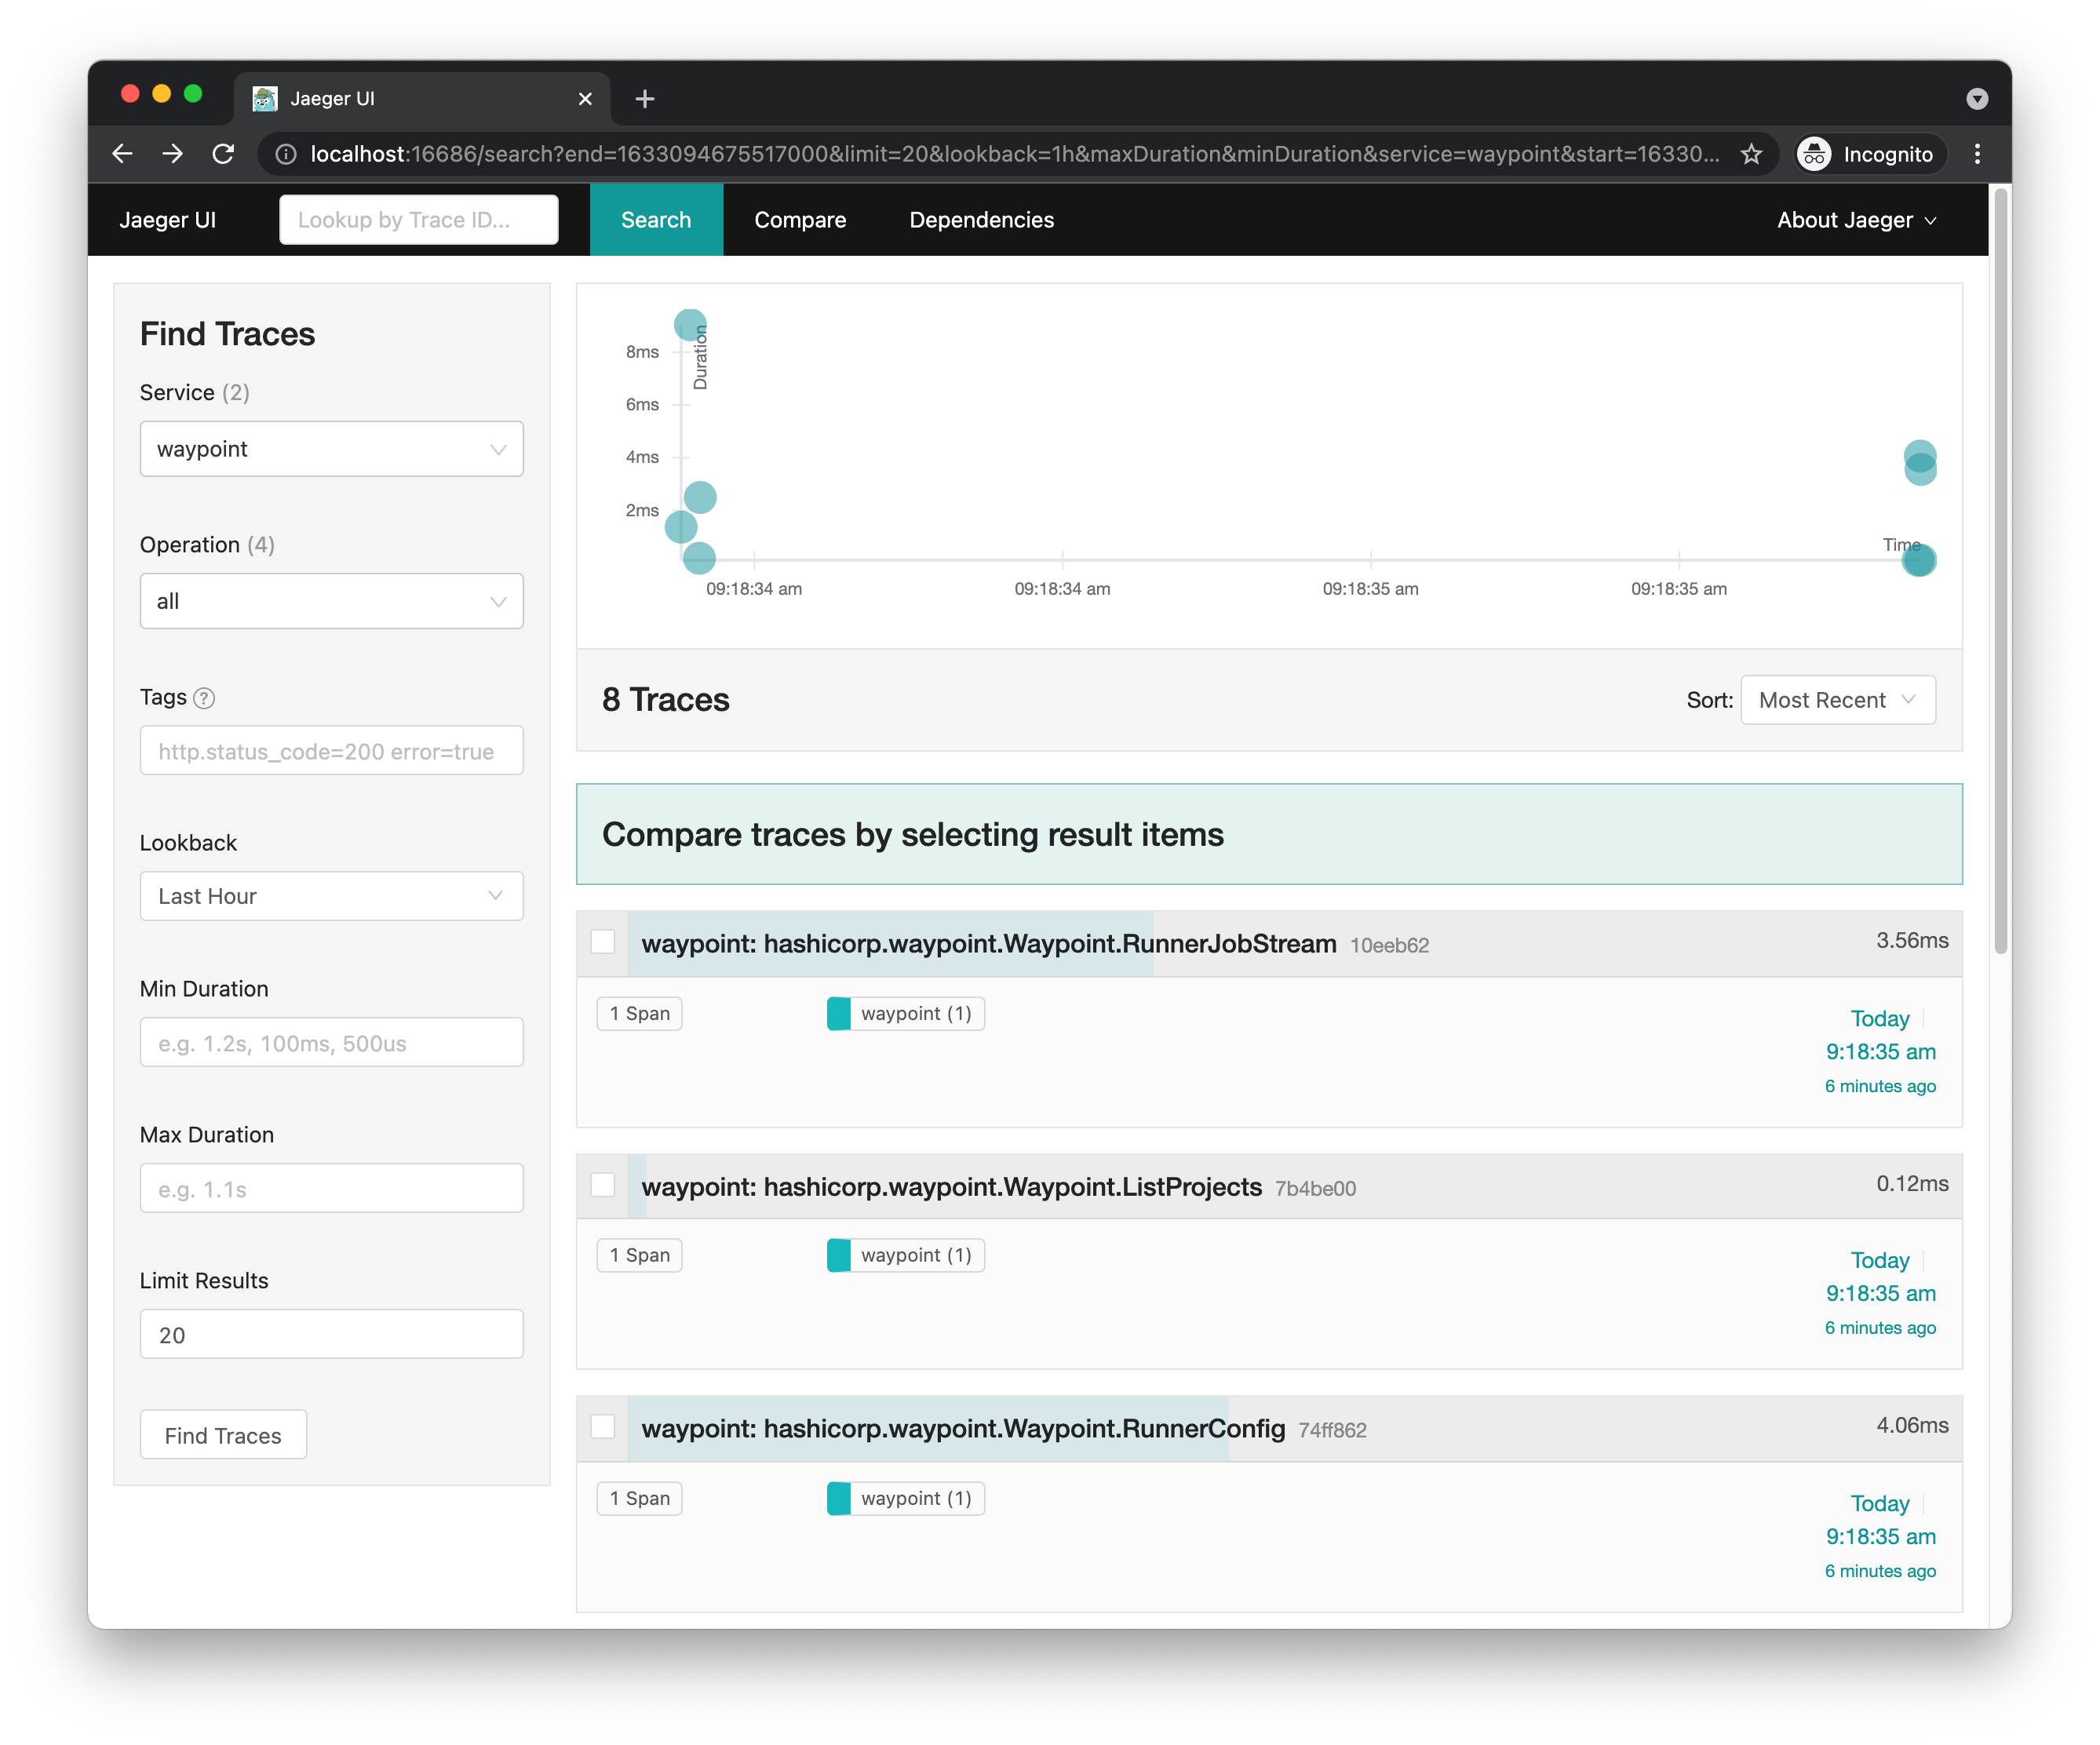 Jaeger UI
localhost:16686/search?end=1633094675517000&limit=20&lookback=1h&maxDuration&minDuration&service=waypoint&start=16330...
Incognito
Jaeger UI
Lookup by Trace ID...
Search
Compare
Dependencies
About Jaeger
Find Traces
Service (2)
waypoint
Operation (4)
all
Tags ?
http.status_code=200 error=true
Lookback
Last Hour
Min Duration
e.g. 1.2s, 100ms, 500us
Max Duration
e.g. 1.1s
Limit Results
20
Find Traces
Duration
8ms
6ms
4ms
2ms
Time
09:18:34 am
09:18:34 am
09:18:35 am
09:18:35 am
8 Traces
Sort: Most Recent
Compare traces by selecting result items
waypoint: hashicorp.waypoint.Waypoint.RunnerJobStream 10eeb62
3.56ms
1 Span
waypoint (1)
Today
9:18:35 am
6 minutes ago
waypoint: hashicorp.waypoint.Waypoint.ListProjects 7b4be00
0.12ms
1 Span
waypoint (1)
Today
9:18:35 am
6 minutes ago
waypoint: hashicorp.waypoint.Waypoint.RunnerConfig 74ff862
4.06ms
1 Span
waypoint (1)
Today
9:18:35 am
6 minutes ago